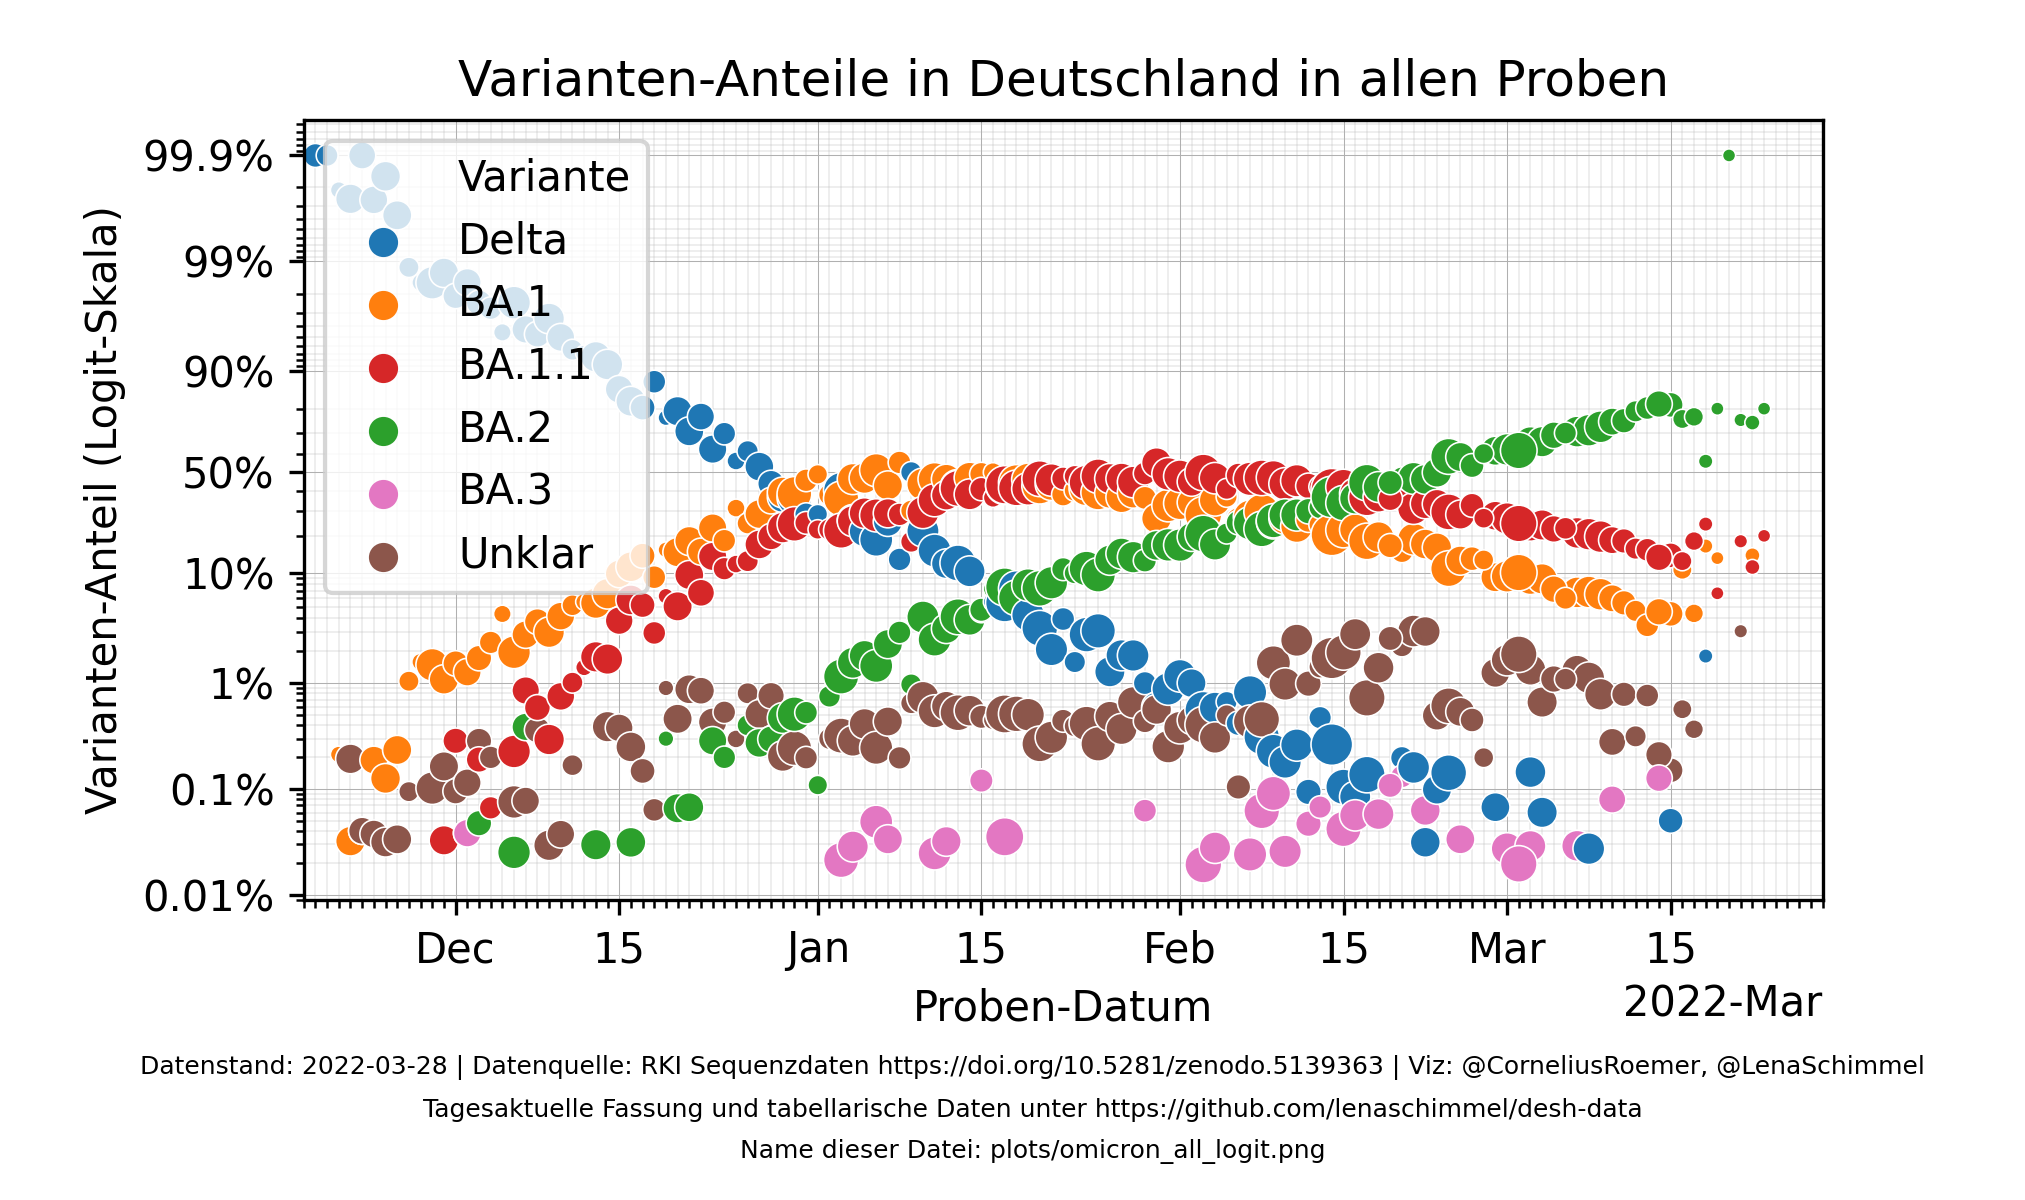 Varianten-Anteile in Deutschland in allen Proben
Varianten-Anteil (Logit-Skala)
99.9%
99%
90%
50%
10%
1%
0.1%
0.01%
Variante
Delta
BA.1
BA.1.1
BA.2
BA.3
Unklar
Dec 15 Jan 15 Feb 15 Mar 15
2022-Mar
Proben-Datum
Datenstand: 2022-03-28 | Datenquelle: RKI Sequenzdaten https://doi.org/10.5281/zenodo.5139363 | Viz: @CorneliusRoemer, @LenaSchimmel
Tagesaktuelle Fassung und tabellarische Daten unter https://github.com/lenaschimmel/desh-data
Name dieser Datei: plots/omicron_all_logit.png